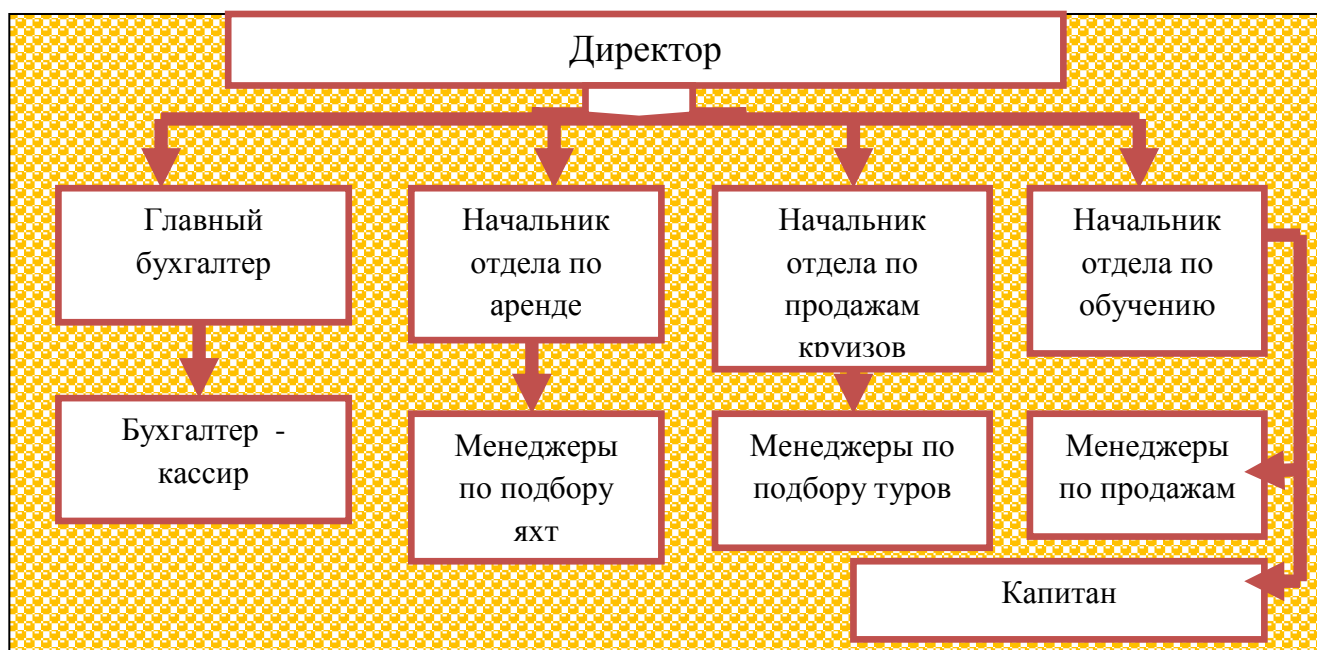 Директор
Главный
бухгалтер
Начальник
отдела по
аренде
Начальник
отдела по
продажам
круизов
Начальник
отдела по
обучению
Бухгалтер -
кассир
Менеджеры
по подбору
яхт
Менеджеры по
подбору туров
Менеджеры
по продажам
Капитан